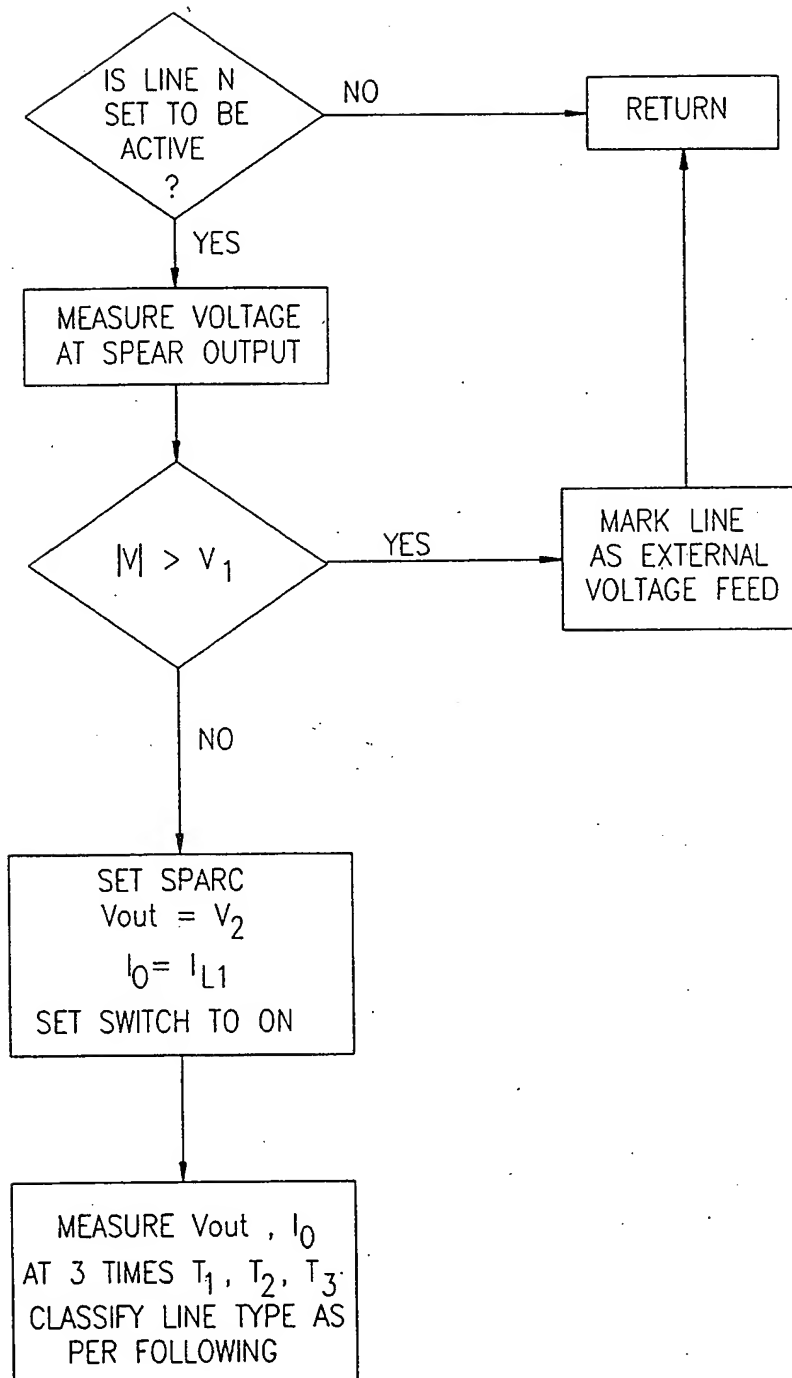 IS LINE N
SET TO BE
ACTIVE
?
NO
RETURN
YES
MEASURE VOLTAGE
AT SPEAR OUTPUT
|V| > V1
YES
MARK LINE
AS EXTERNAL
VOLTAGE FEED
NO
SET SPARC
Vout = V2
I0= IL1
SET SWITCH TO ON
MEASURE Vout , I0
AT 3 TIMES T1 , T2, T3
CLASSIFY LINE TYPE AS
PER FOLLOWING